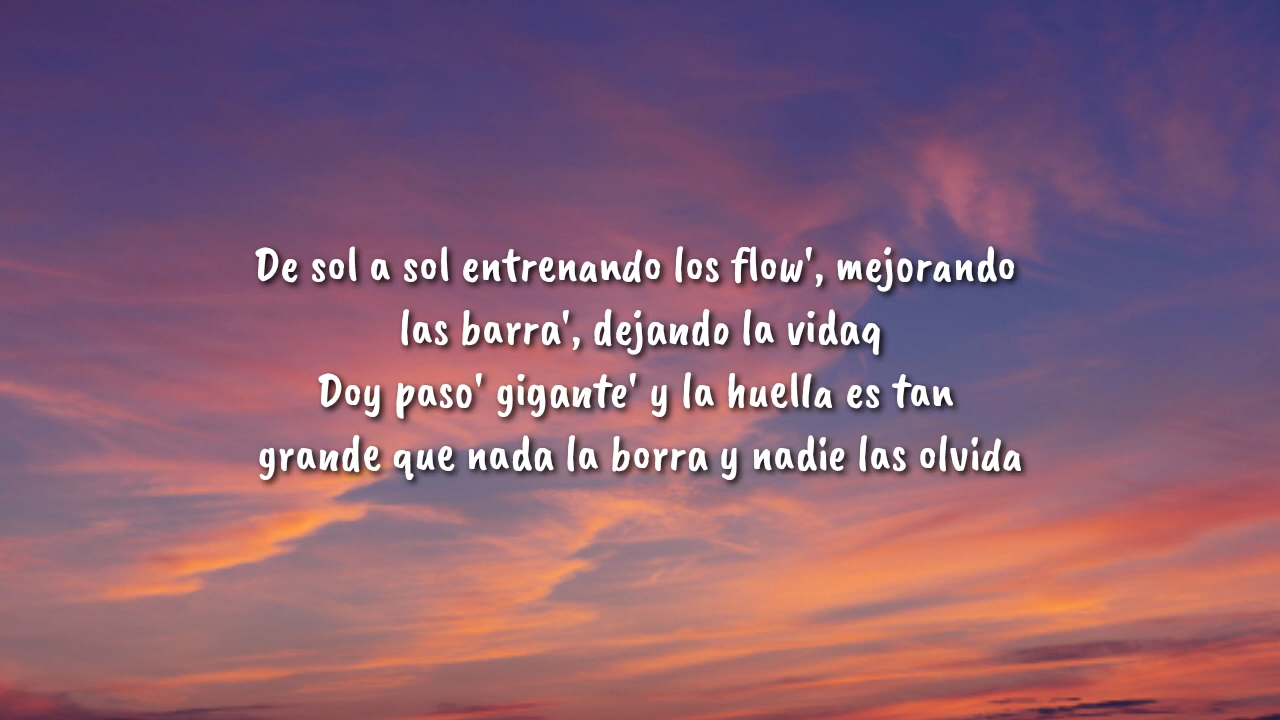 De sol a sol entrenando los flow', mejorando
las barra', dejando la vidaq
Doy paso' gigante' y la huella es tan
grande que nada la borra y nadie las olvida